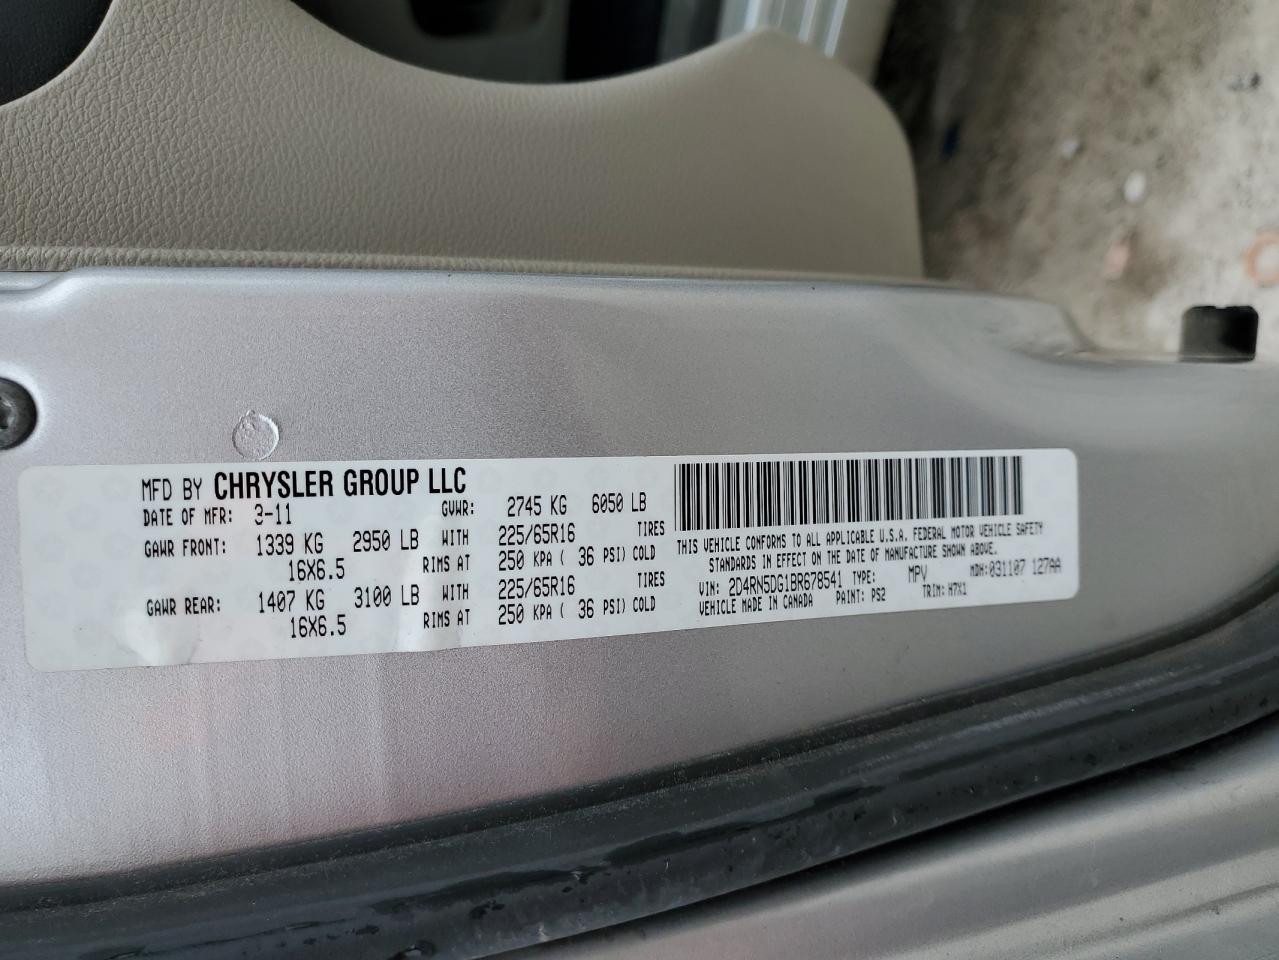 MFD BY CHRYSLER GROUP LLC
DATE OF MFR: 3-11 GVWR: 2745 KG 6050 LB
GAWR FRONT: 1339 KG 2950 LB WITH 225/65R16 TIRES
16X6.5 RIMS AT 250 KPA ( 36 PSI) COLD
GAWR REAR: 1407 KG 3100 LB WITH 225/65R16 TIRES
16X6.5 RIMS AT 250 KPA ( 36 PSI) COLD
THIS VEHICLE CONFORMS TO ALL APPLICABLE U.S.A. FEDERAL MOTOR VEHICLE SAFETY
STANDARDS IN EFFECT ON THE DATE OF MANUFACTURE SHOWN ABOVE.
VIN: 2D4RN5DG1BR678541 TYPE: MPV MDH: 031107 127AA
VEHICLE MADE IN CANADA PAINT: PS2 TRIM: H7X1